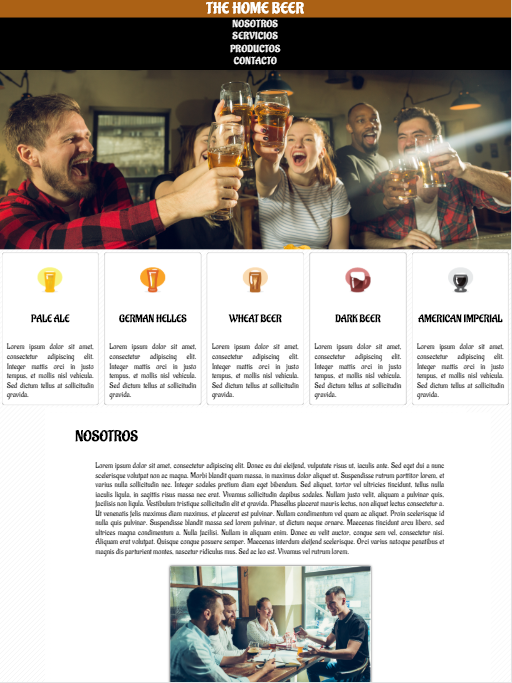 THE HOME BEER
NOSOTROS
SERVICIOS
PRODUCTOS
CONTACTO
PALE ALE
Lorem ipsum dolor sit amet,
consectetur adipiscing elit.
Integer mattis orci in justo
tempus, et mollis nisl vehicula.
Sed dictum tellus at sollicitudin
gravida.
GERMAN HELLES
Lorem ipsum dolor sit amet,
consectetur adipiscing elit.
Integer mattis orci in justo
tempus, et mollis nisl vehicula.
Sed dictum tellus at sollicitudin
gravida.
WHEAT BEER
Lorem ipsum dolor sit amet,
consectetur adipiscing elit.
Integer mattis orci in justo
tempus, et mollis nisl vehicula.
Sed dictum tellus at sollicitudin
gravida.
DARK BEER
Lorem ipsum dolor sit amet,
consectetur adipiscing elit.
Integer mattis orci in justo
tempus, et mollis nisl vehicula.
Sed dictum tellus at sollicitudin
gravida.
AMERICAN IMPERIAL
Lorem ipsum dolor sit amet,
consectetur adipiscing elit.
Integer mattis orci in justo
tempus, et mollis nisl vehicula.
Sed dictum tellus at sollicitudin
gravida.
NOSOTROS
Lorem ipsum dolor sit amet, consectetur adipiscing elit. Donec eu dui eleifend, vulputate risus ut, iaculis ante. Sed eget dui a nunc
scelerisque volutpat non ac magna. Morbi blandit quam massa, in maximus dolor aliquet at. Suspendisse rutrum porttitor lorem, et
varius nulla sollicitudin nec. Integer sodales pretium diam eget bibendum. Sed aliquet, tortor vel ultricies tincidunt, tellus nulla
iaculis ligula, in sagittis risus massa nec erat. Vivamus sollicitudin dapibus sodales. Nullam justo velit, aliquam a pulvinar quis,
facilisis non ligula. Vestibulum tristique sollicitudin elit et gravida. Phasellus placerat mauris lectus, non aliquet lectus consectetur a.
Ut venenatis felis maximus diam maximus, et placerat est pulvinar. Nullam condimentum vel quam ac aliquet. Proin scelerisque id
nulla quis pulvinar. Suspendisse blandit massa sed lorem pulvinar, ut dictum neque ornare. Maecenas tincidunt arcu libero, sed
ultrices magna condimentum a. Nulla facilisi. Nullam in aliquam enim. Donec eu velit auctor, congue sem vel, consectetur nisi.
Aliquam erat volutpat. Quisque congue posuere semper. Maecenas interdum eleifend scelerisque. Orci varius natoque penatibus et
magnis dis parturient montes, nascetur ridiculus mus. Sed ac leo est. Vivamus vel rutrum lorem.